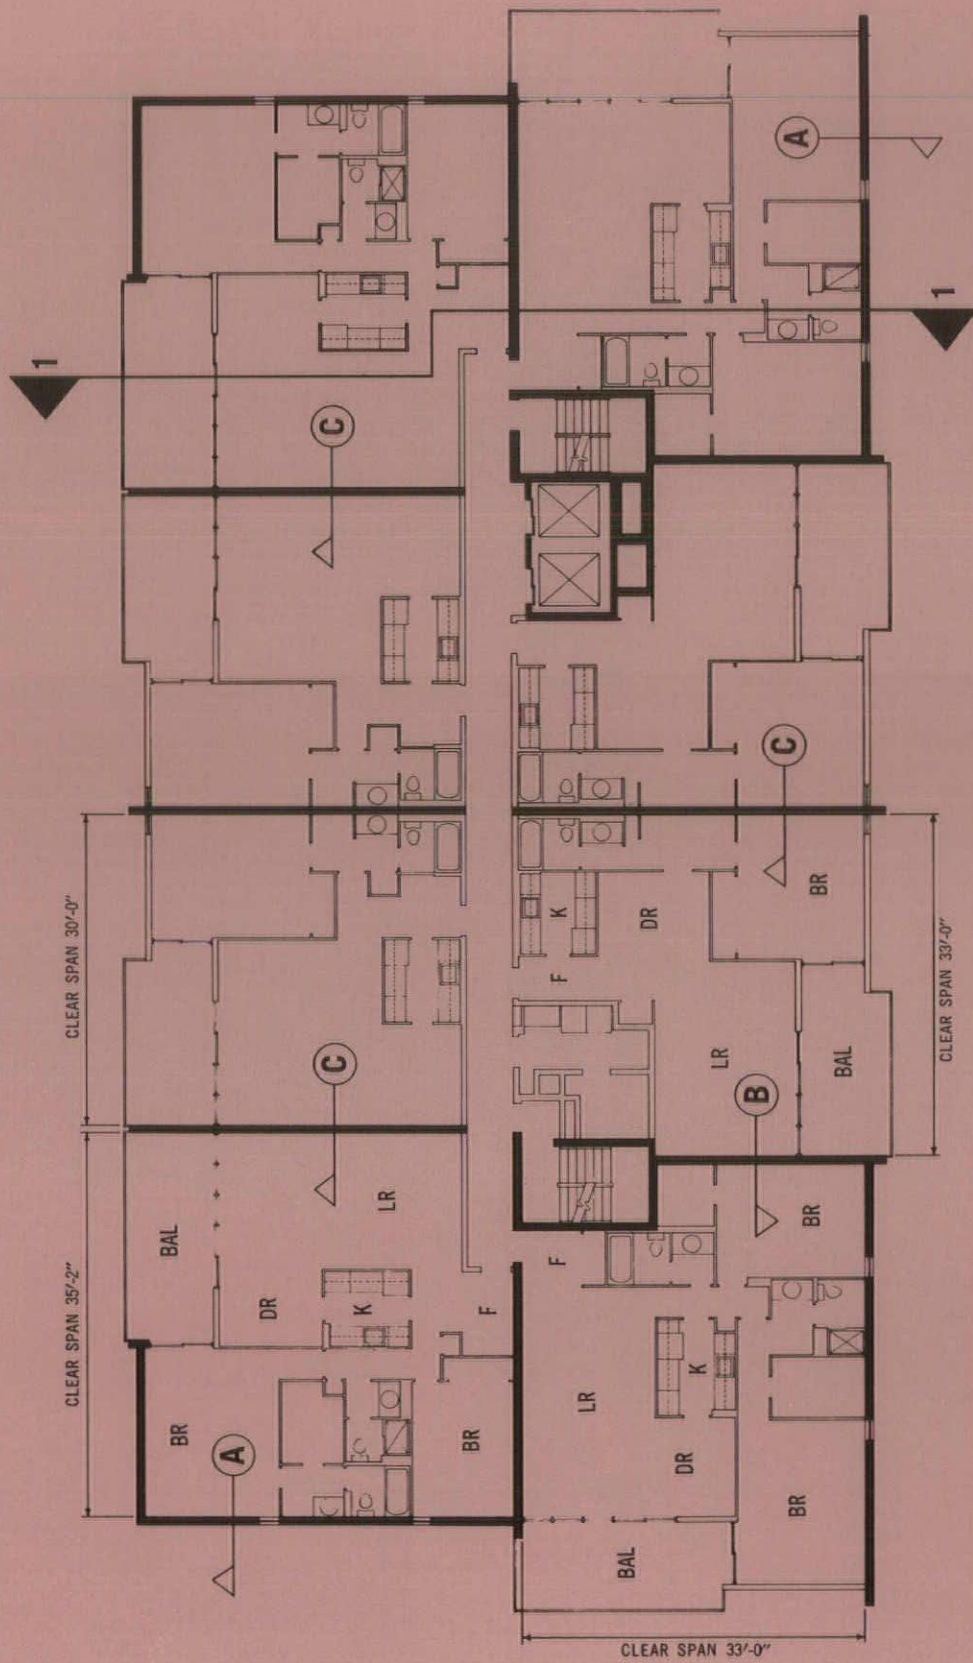 CLEAR SPAN 35'-2"
CLEAR SPAN 30'-0"
1
BR
BAL
DR
LR
K
F
BR
A
C
C
C
A
1
F
K
DR
LR
BR
BAL
B
C
F
LR
K
DR
BAL
BR
BR
CLEAR SPAN 33'-0"
CLEAR SPAN 33'-0"